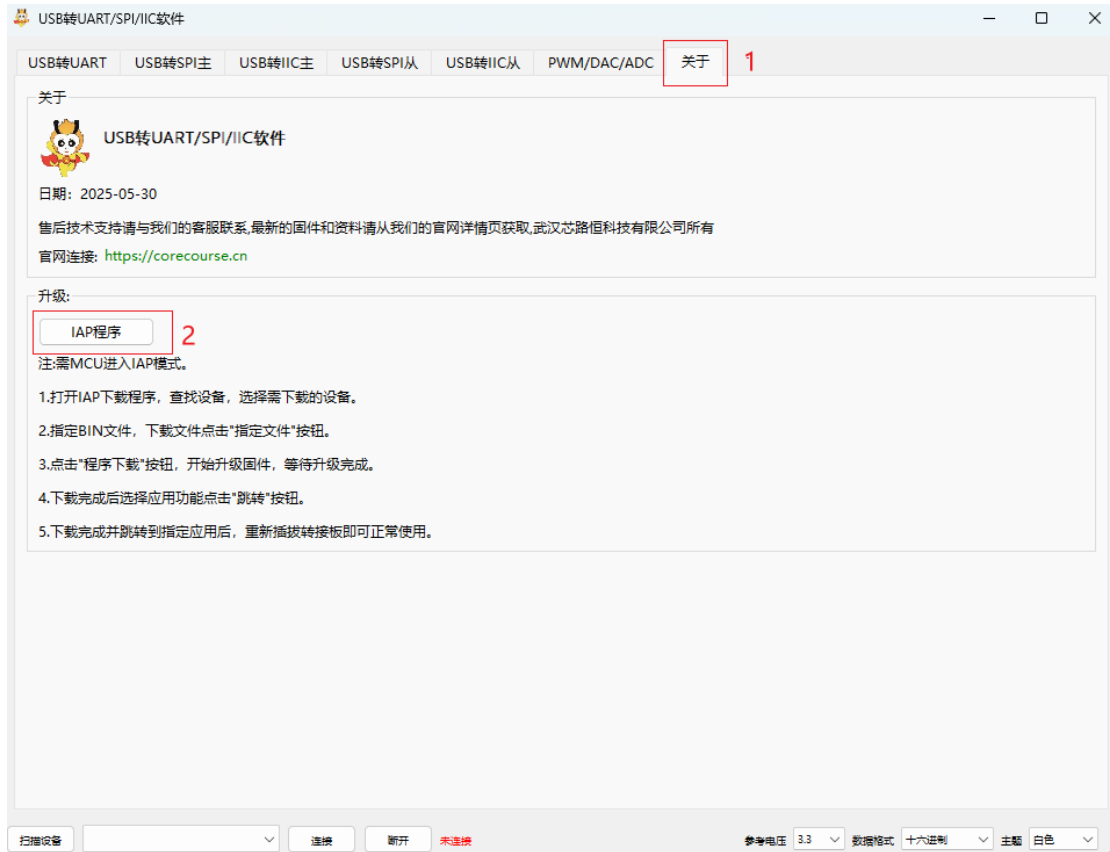 USB转UART/SPI/IIC软件
USB转UART USB转SPI主 USB转IIC主 USB转SPI从 USB转IIC从 PWM/DAC/ADC 关于 1
关于
USB转UART/SPI/IIC软件
日期：2025-05-30
售后技术支持请与我们的客服联系,最新的固件和资料请从我们的官网详情页获取,武汉芯路恒科技有限公司所有
官网连接: https://corecourse.cn
升级:
IAP程序 2
注:需MCU进入IAP模式。
1.打开IAP下载程序，查找设备，选择需下载的设备。
2.指定BIN文件，下载文件点击"指定文件"按钮。
3.点击"程序下载"按钮，开始升级固件，等待升级完成。
4.下载完成后选择应用功能点击"跳转"按钮。
5.下载完成并跳转到指定应用后，重新插拔转接板即可正常使用。
扫描设备 连接 断开 未连接 参考电压 3.3 数据格式 十六进制 主题 白色